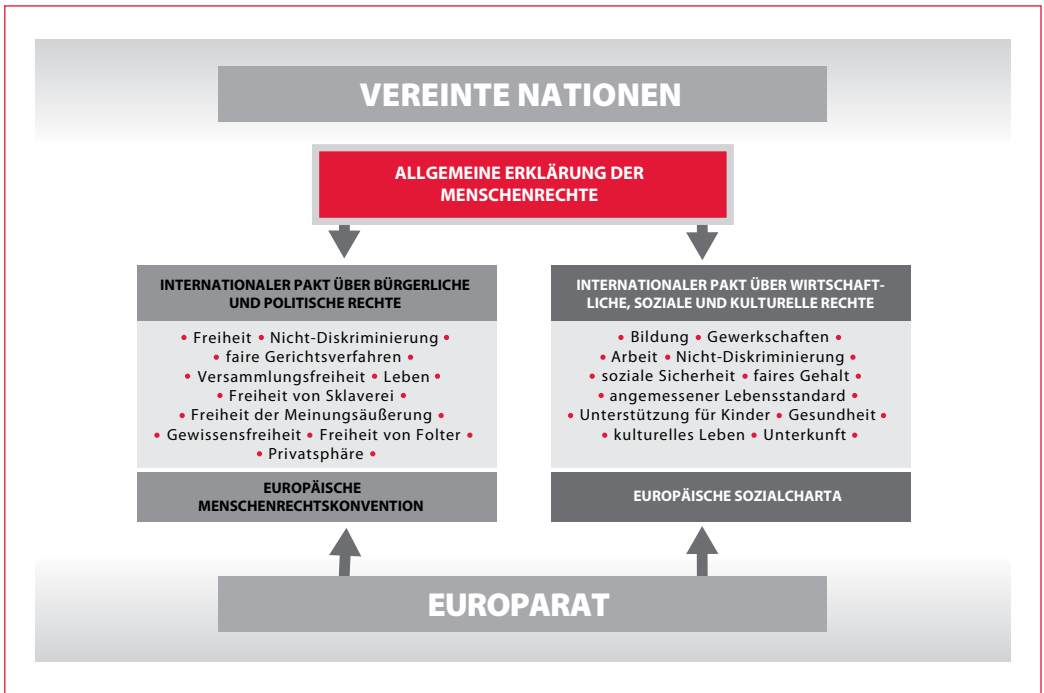 VEREINTE NATIONEN
ALLGEMEINE ERKLÄRUNG DER
MENSCHENRECHTE
INTERNATIONALER PAKT ÜBER BÜRGERLICHE
UND POLITISCHE RECHTE
• Freiheit • Nicht-Diskriminierung •
• faire Gerichtsverfahren •
• Versammlungsfreiheit • Leben •
• Freiheit von Sklaverei •
• Freiheit der Meinungsäußerung •
• Gewissensfreiheit • Freiheit von Folter •
• Privatsphäre •
EUROPÄISCHE
MENSCHENRECHTSKONVENTION
INTERNATIONALER PAKT ÜBER WIRTSCHAFT-
LICHE, SOZIALE UND KULTURELLE RECHTE
• Bildung • Gewerkschaften •
• Arbeit • Nicht-Diskriminierung •
• soziale Sicherheit • faires Gehalt •
• angemessener Lebensstandard •
• Unterstützung für Kinder • Gesundheit •
• kulturelles Leben • Unterkunft •
EUROPÄISCHE SOZIALCHARTA
EUROPARAT